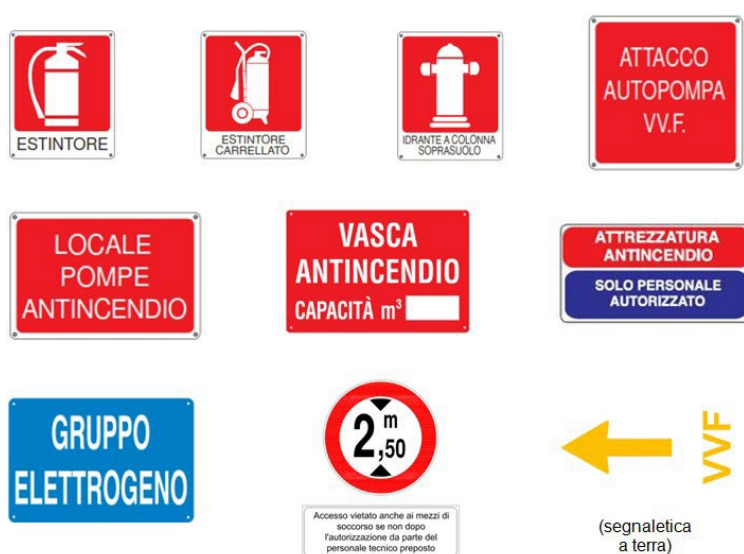 ESTINTORE
ESTINTORE
CARRELLATO
IDRANTE A COLONNA
SOPRASUOLO
ATTACCO
AUTOPOMPA
VV.F.
LOCALE
POMPE
ANTINCENDIO
VASCA
ANTINCENDIO
CAPACITÀ m³
ATTREZZATURA
ANTINCENDIO
SOLO PERSONALE
AUTORIZZATO
GRUPPO
ELETTROGENO
2,50 m
Accesso vietato anche ai mezzi di
soccorso se non dopo
l'autorizzazione da parte del
personale tecnico preposto
VVF
(segnaletica
a terra)